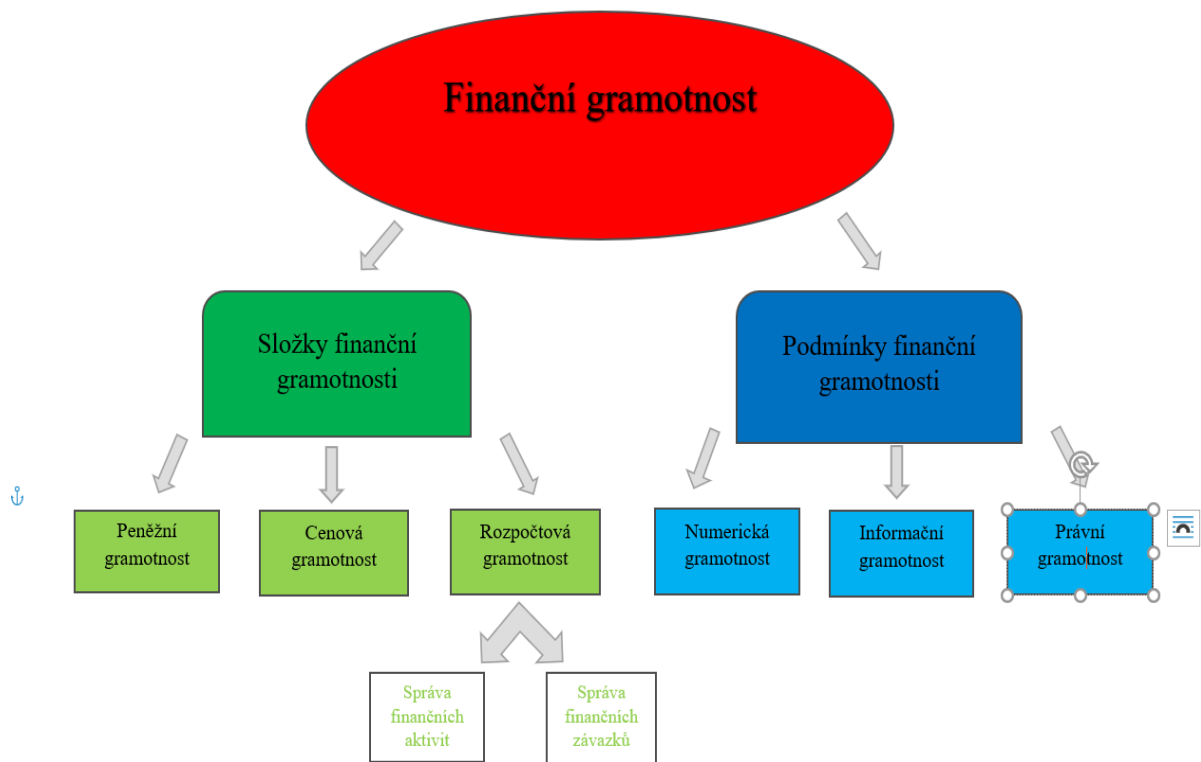 Finanční gramotnost
Složky finanční
gramotnosti
Podmínky finanční
gramotnosti
Peněžní
gramotnost
Cenová
gramotnost
Rozpočtová
gramotnost
Numerická
gramotnost
Informační
gramotnost
Právní
gramotnost
Správa
finančních
aktivit
Správa
finančních
závazků